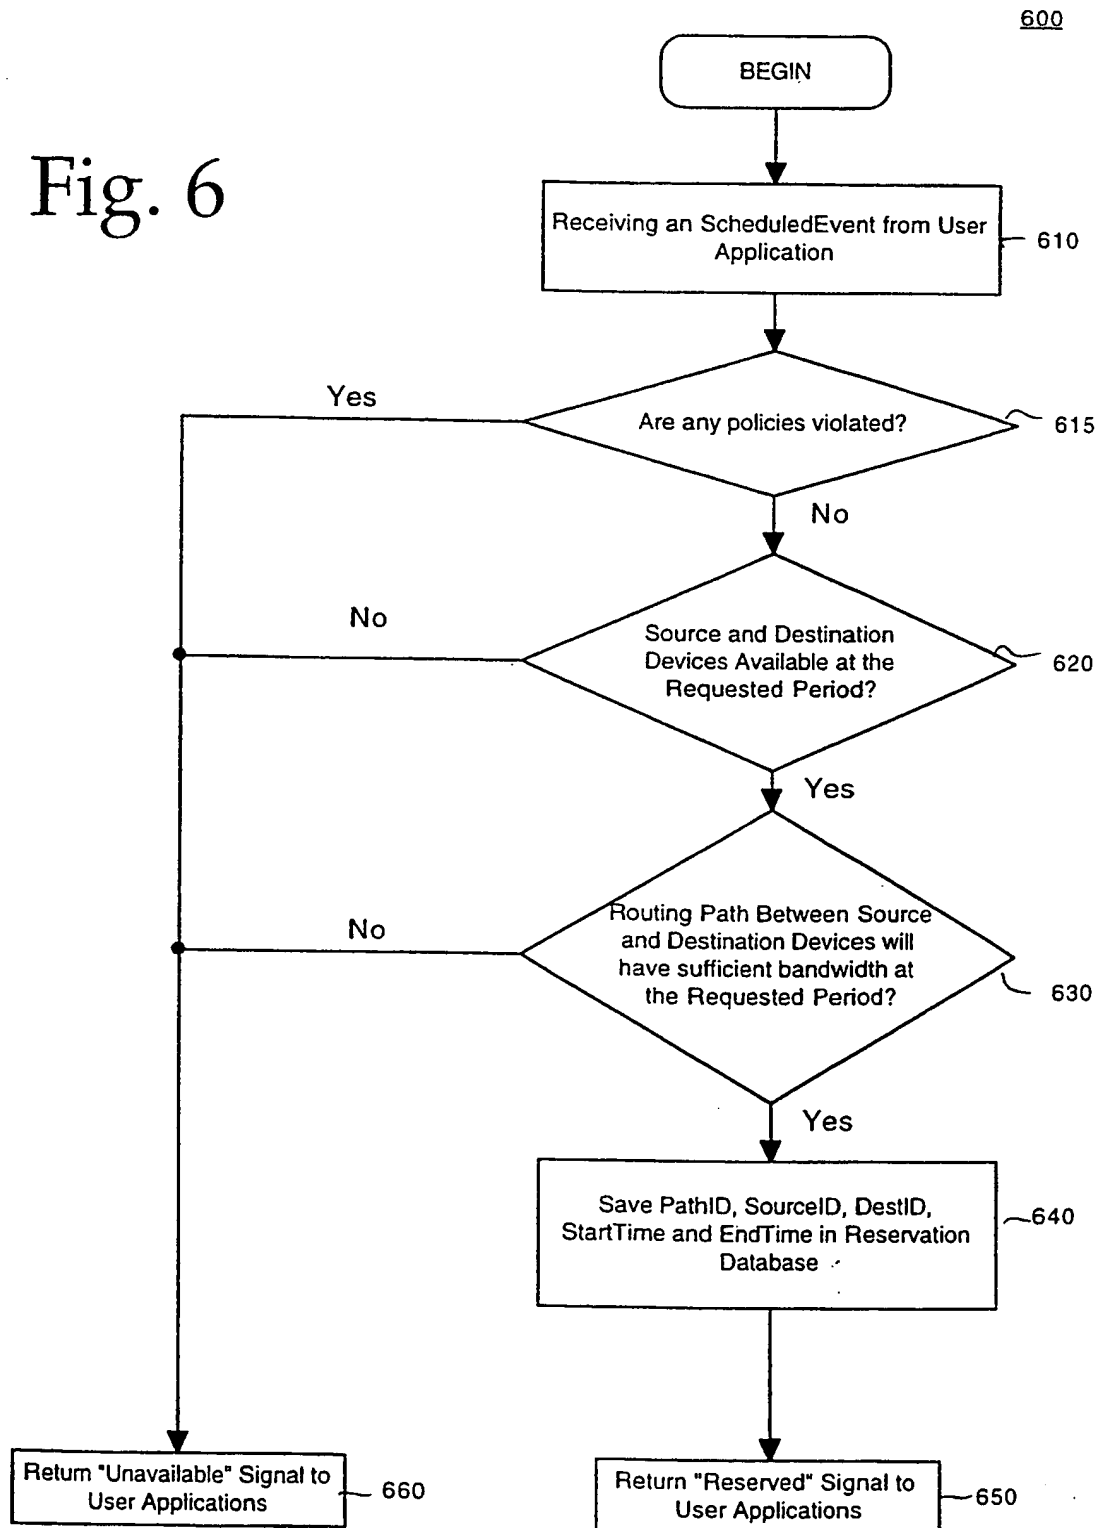 600
BEGIN
Fig. 6
Receiving an ScheduledEvent from User
Application
610
Yes
Are any policies violated?
615
No
No
Source and Destination
Devices Available at the
Requested Period?
620
Yes
No
Routing Path Between Source
and Destination Devices will
have sufficient bandwidth at
the Requested Period?
630
Yes
Save PathID, SourceID, DestID,
StartTime and EndTime in Reservation
Database
640
Return "Unavailable" Signal to
User Applications
660
Return "Reserved" Signal to
User Applications
650